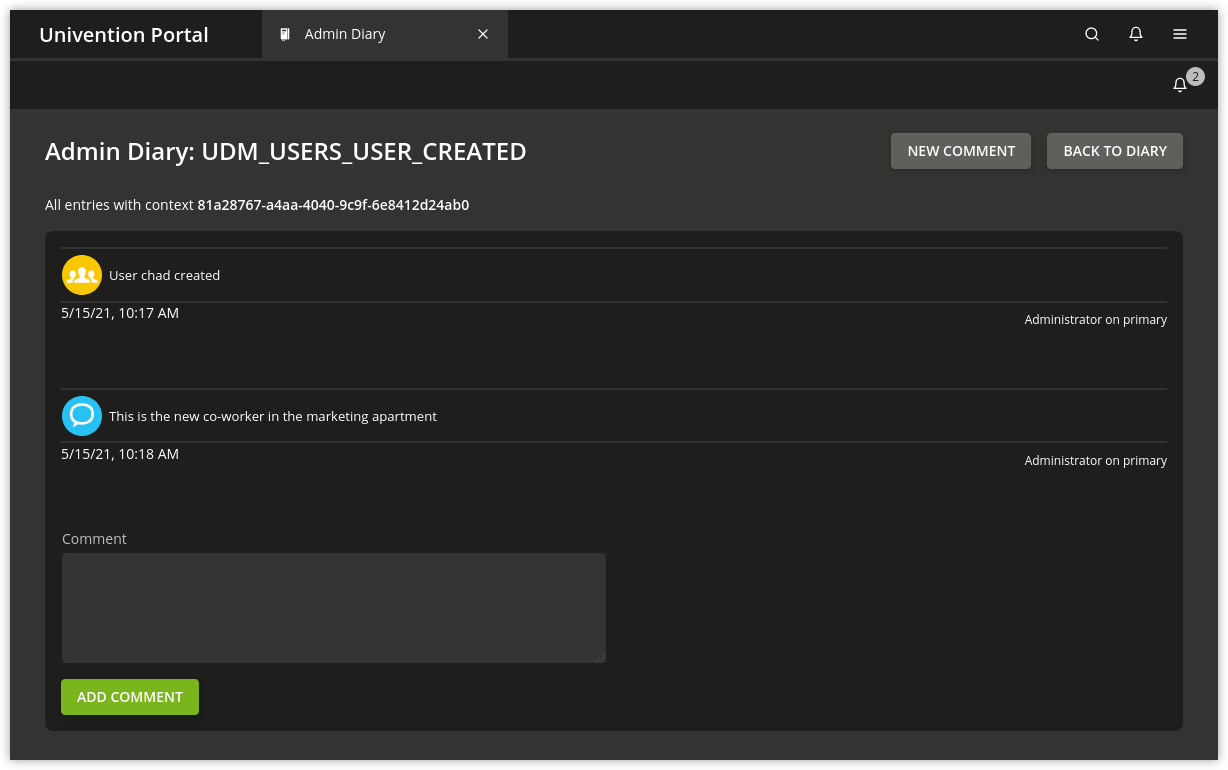 Univention Portal
Admin Diary
2
Admin Diary: UDM_USERS_USER_CREATED
NEW COMMENT
BACK TO DIARY
All entries with context 81a28767-a4aa-4040-9c9f-6e8412d24ab0
User chad created
5/15/21, 10:17 AM
Administrator on primary
This is the new co-worker in the marketing apartment
5/15/21, 10:18 AM
Administrator on primary
Comment
ADD COMMENT